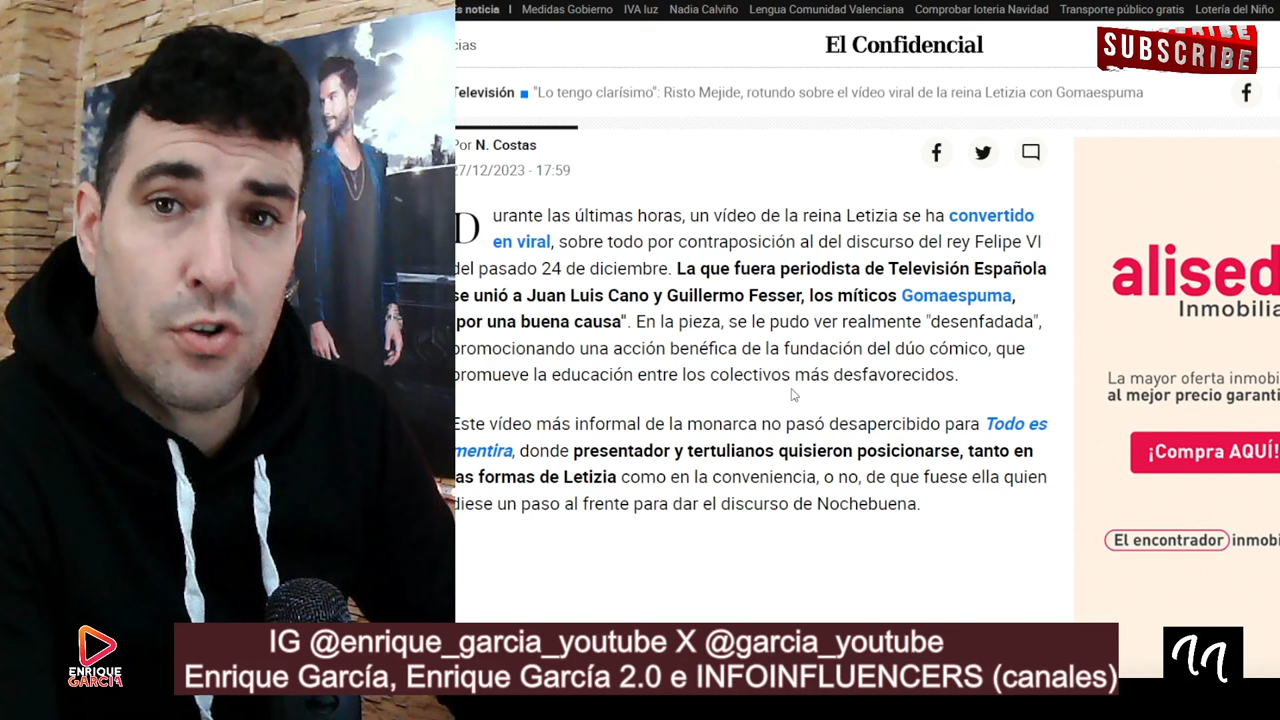 Es noticia | Medidas Gobierno IVA luz Nadia Calviño Lengua Comunidad Valenciana Comprobar loteria Navidad Transporte público gratis Lotería del Niño
cias
El Confidencial
SUBSCRIBE
Televisión "Lo tengo clarísimo": Risto Mejide, rotundo sobre el vídeo viral de la reina Letizia con Gomaespuma
Por N. Costas
27/12/2023 - 17:59
Durante las últimas horas, un vídeo de la reina Letizia se ha convertido
en viral, sobre todo por contraposición al del discurso del rey Felipe VI
del pasado 24 de diciembre. La que fuera periodista de Televisión Española
se unió a Juan Luis Cano y Guillermo Fesser, los míticos Gomaespuma,
por una buena causa". En la pieza, se le pudo ver realmente "desenfadada",
promocionando una acción benéfica de la fundación del dúo cómico, que
promueve la educación entre los colectivos más desfavorecidos.
Este vídeo más informal de la monarca no pasó desapercibido para Todo es
mentira, donde presentador y tertulianos quisieron posicionarse, tanto en
las formas de Letizia como en la conveniencia, o no, de que fuese ella quien
diese un paso al frente para dar el discurso de Nochebuena.
alised
Inmobilia
La mayor oferta inmobi
al mejor precio garanti
¡Compra AQUÍ!
El encontrador inmobi
IG @enrique_garcia_youtube X @garcia_youtube
Enrique García, Enrique García 2.0 e INFOINFLUENCERS (canales)
ENRIQUE
GARCÍA